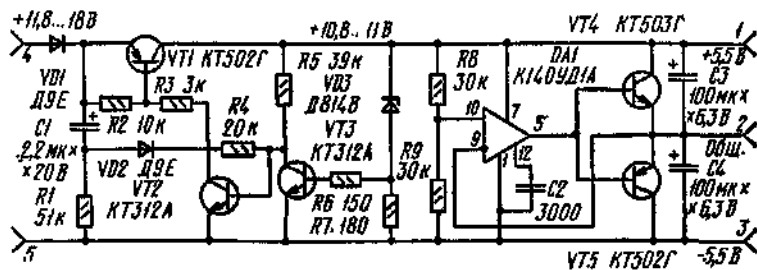 +11,8...18В
4
VD1
Д9Е
C1
2,2мк×
×20В
R1
51к
5
VT1 КТ502Г
R3 3к
R2 10к
R4
20к
VD2 Д9Е
VT2
КТ312А
+10,8...11В
R5 39к
VD3
Д814В
VT3
КТ312А
R6 150
R7 180
R8
30к
R9
30к
DA1
К140УД1А
10
9
7
5
1
12
C2
3000
VT4 КТ503Г
VT5 КТ502Г
1
+5,5В
C3
100мк×
×6,3В
2
Общ.
C4
100мк×
×6,3В
3
-5,5В